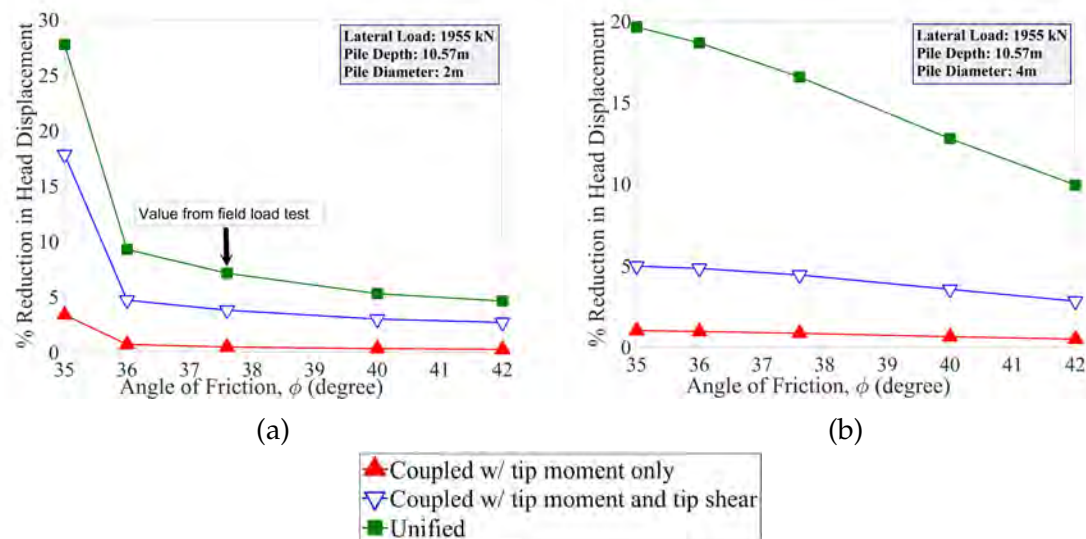 % Reduction in Head Displacement
30
25
20
15
10
5
0
Lateral Load: 1955 kN
Pile Depth: 10.57m
Pile Diameter: 2m
Value from field load test
35 36 37 38 39 40 41 42
Angle of Friction, ϕ (degree)
(a)
% Reduction in Head Displacement
20
15
10
5
0
Lateral Load: 1955 kN
Pile Depth: 10.57m
Pile Diameter: 4m
35 36 37 38 39 40 41 42
Angle of Friction, ϕ (degree)
(b)
Coupled w/ tip moment only
Coupled w/ tip moment and tip shear
Unified